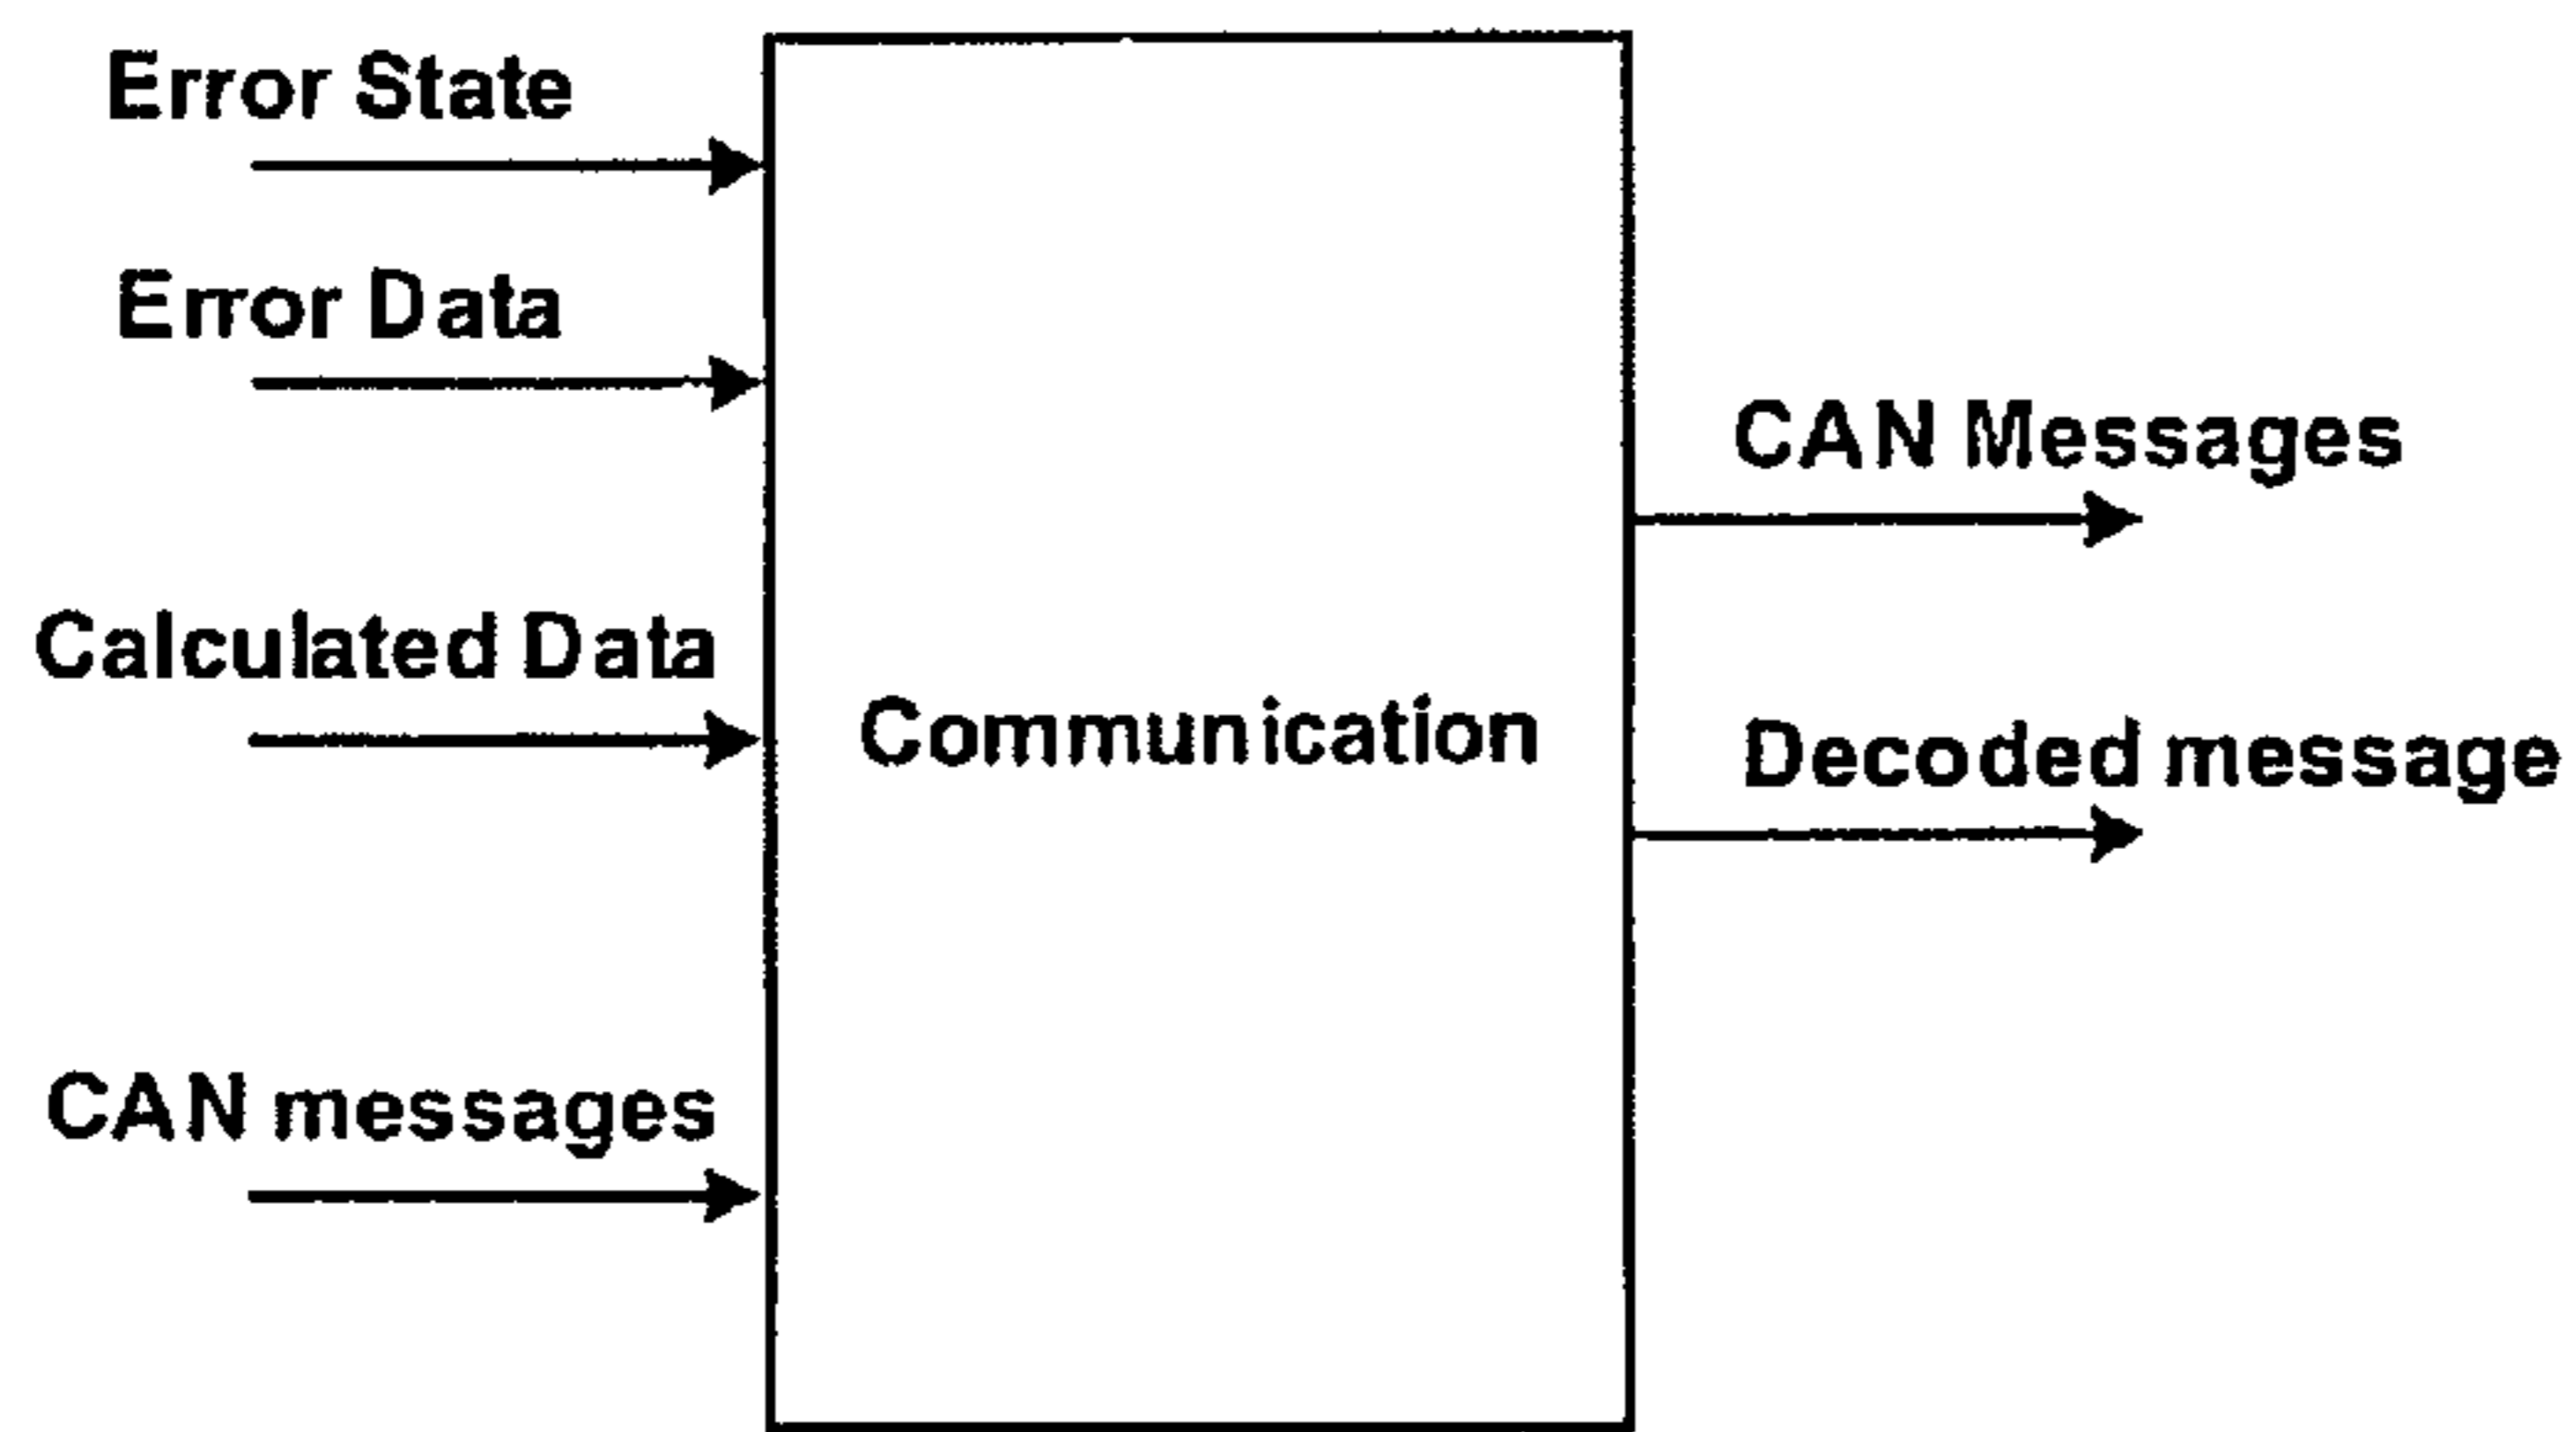 Error State
Error Data
Calculated Data
CAN messages
Communication
CAN Messages
Decoded message